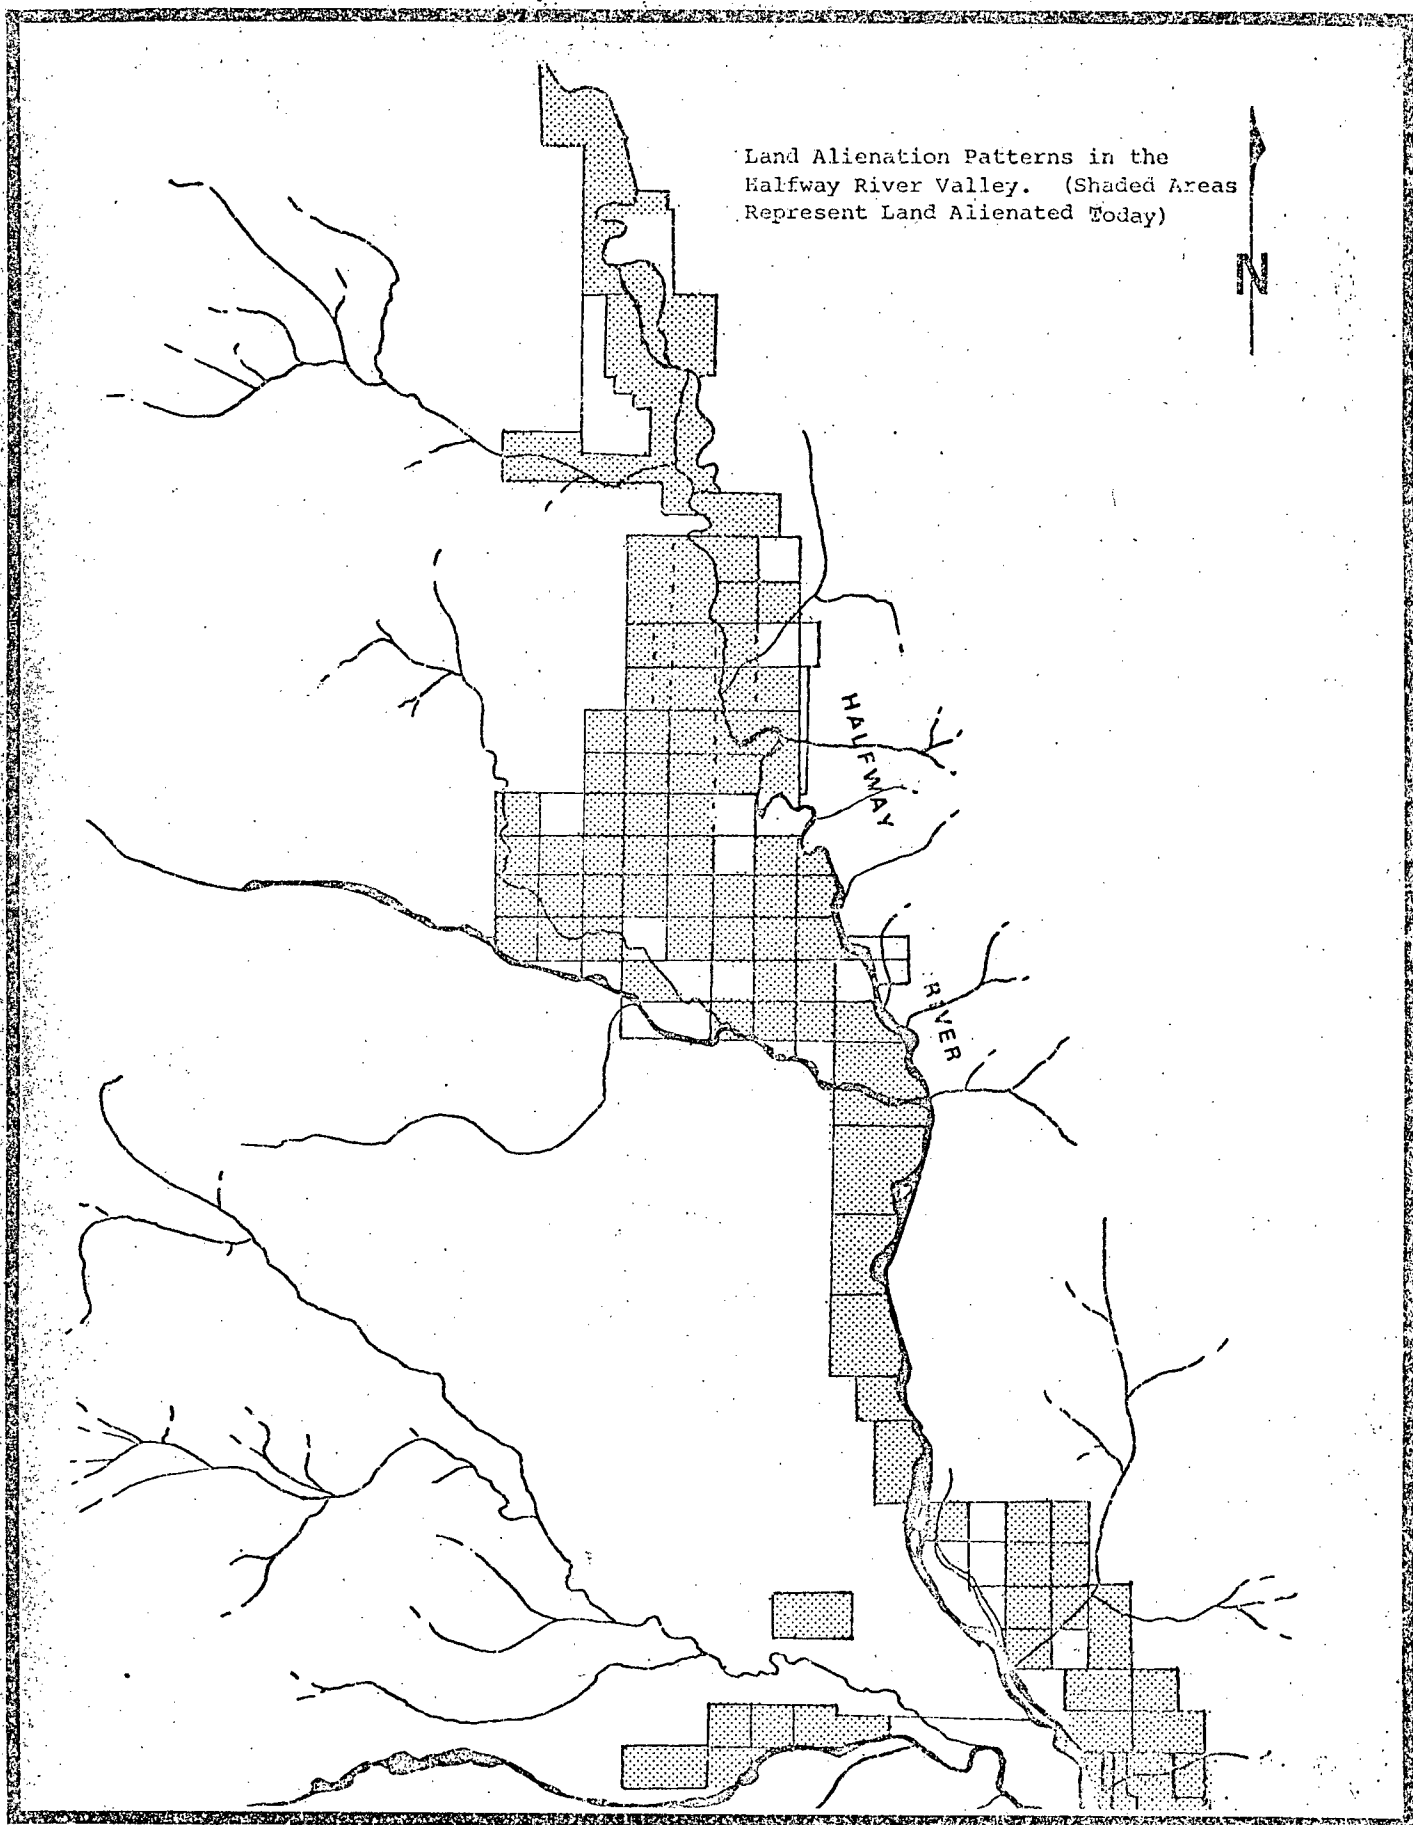 Land Alienation Patterns in the
Halfway River Valley. (Shaded Areas
Represent Land Alienated Today)
N
HALFWAY
RIVER